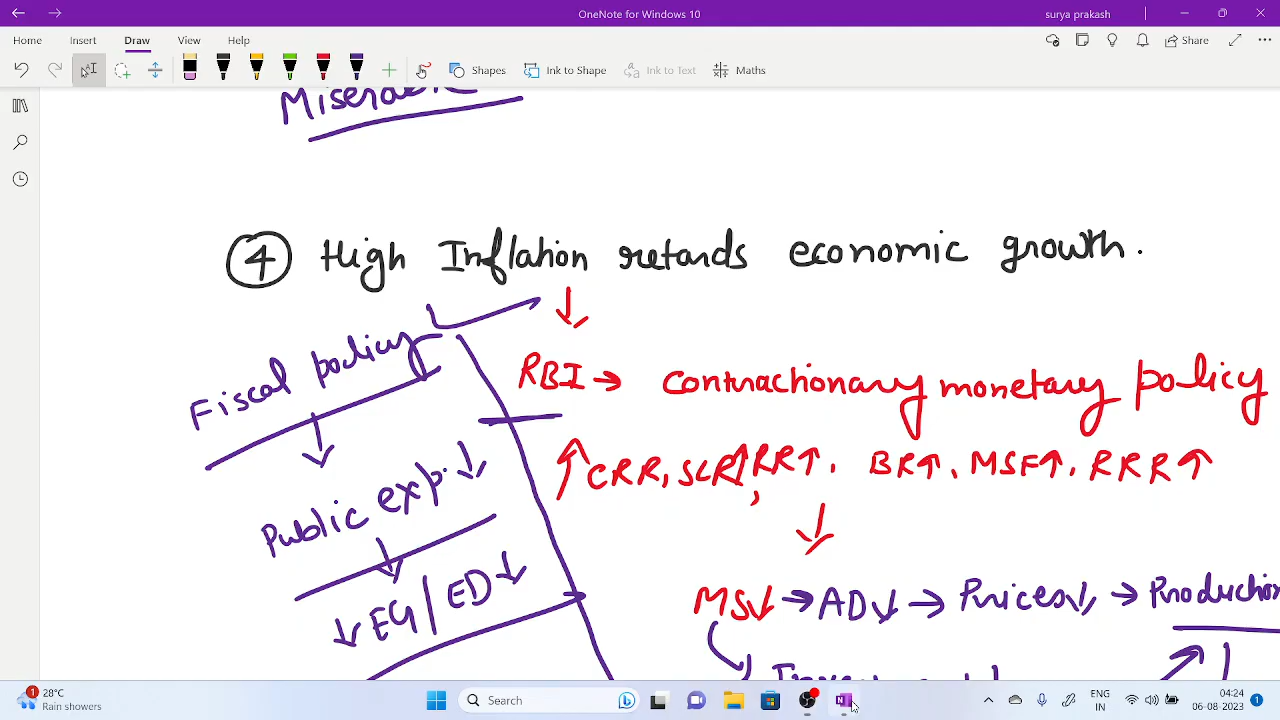 OneNote for Windows 10
surya prakash
Home Insert Draw View Help
Share
Shapes
Ink to Shape
Ink to Text
Maths
④ High Inflation retards economic growth.
Fiscal policy
RBI → contractionary monetary policy
↑ CRR, SLR↑, RR↑, BR↑, MSF↑, RRR↑
Public exp. ↓
↓ EG / ED ↓
MS↓ → AD↓ → Prices↓ → Production
1
28°C
Rain showers
Search
ENG
IN
04:24
06-08-2023